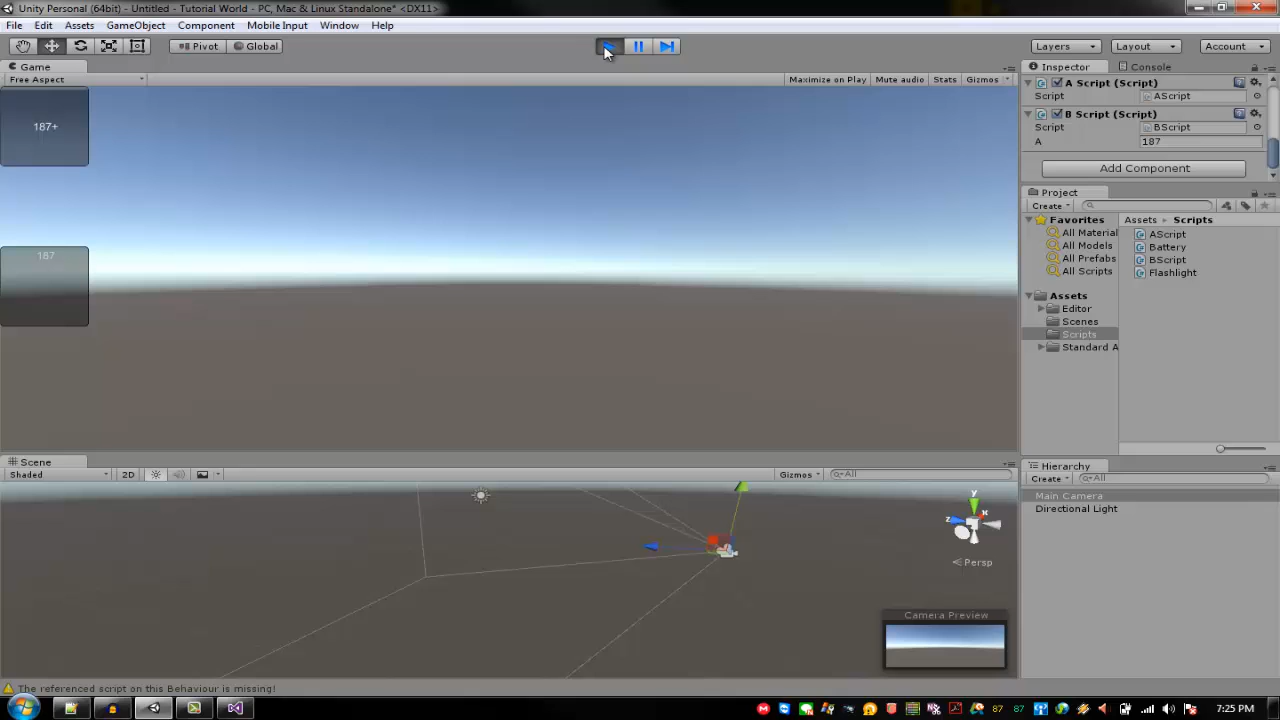 Unity Personal (64bit) - Untitled - Tutorial World - PC, Mac & Linux Standalone* <DX11>
File Edit Assets GameObject Component Mobile Input Window Help
Pivot Global Layers Layout Account
Game Inspector Console
Free Aspect Maximize on Play Mute audio Stats Gizmos
A Script (Script)
Script AScript
B Script (Script)
Script BScript
A 187
187+
Add Component
Project
Create
Favorites Assets Scripts
All Material AScript
All Models Battery
All Prefabs BScript
All Scripts Flashlight
187
Assets
Editor
Scenes
Scripts
Standard A
Scene Hierarchy
Shaded 2D Gizmos All Create All
Main Camera
Directional Light
y
x
z
Persp
Camera Preview
The referenced script on this Behaviour is missing!
87 87 7:25 PM